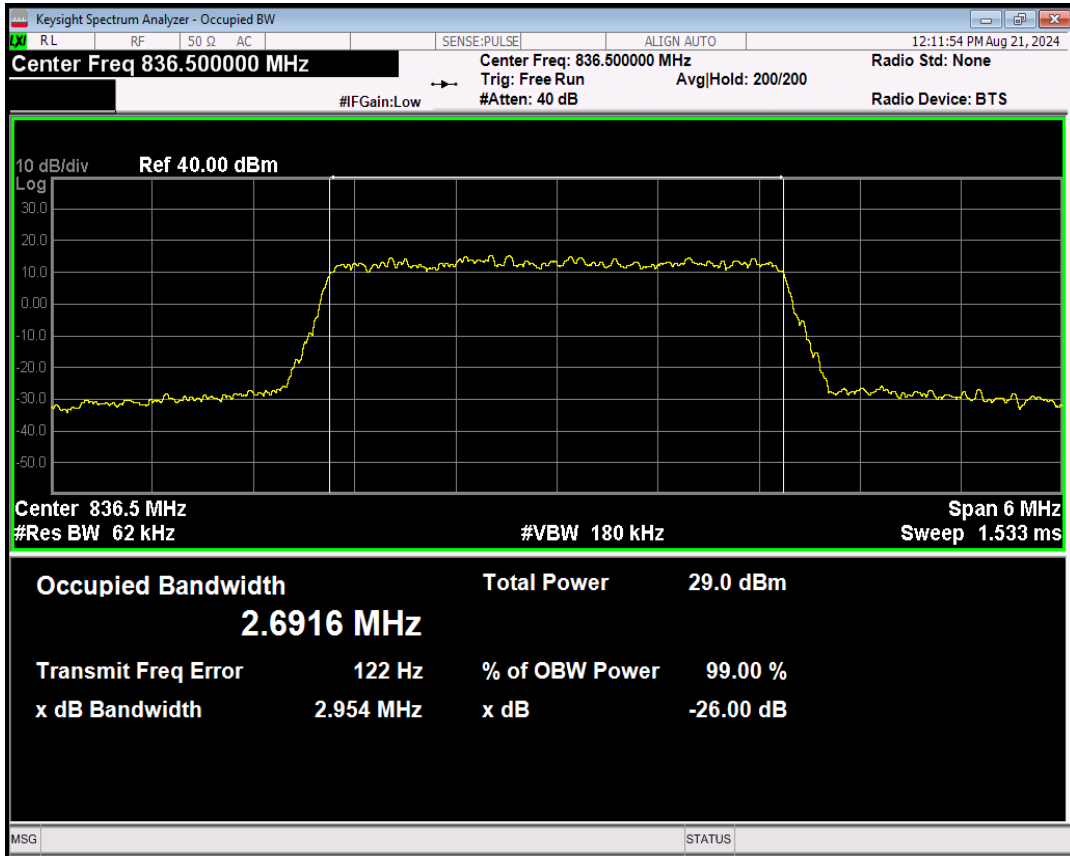 Keysight Spectrum Analyzer - Occupied BW
LXI RL RF 50 Ω AC SENSE:PULSE ALIGN AUTO 12:11:54 PM Aug 21, 2024
Center Freq 836.500000 MHz Center Freq: 836.500000 MHz Radio Std: None
Trig: Free Run Avg|Hold: 200/200
#IFGain:Low #Atten: 40 dB Radio Device: BTS
10 dB/div Ref 40.00 dBm
Log
30.0
20.0
10.0
0.00
-10.0
-20.0
-30.0
-40.0
-50.0
Center 836.5 MHz Span 6 MHz
#Res BW 62 kHz #VBW 180 kHz Sweep 1.533 ms
Occupied Bandwidth Total Power 29.0 dBm
2.6916 MHz
Transmit Freq Error 122 Hz % of OBW Power 99.00 %
x dB Bandwidth 2.954 MHz x dB -26.00 dB
MSG STATUS